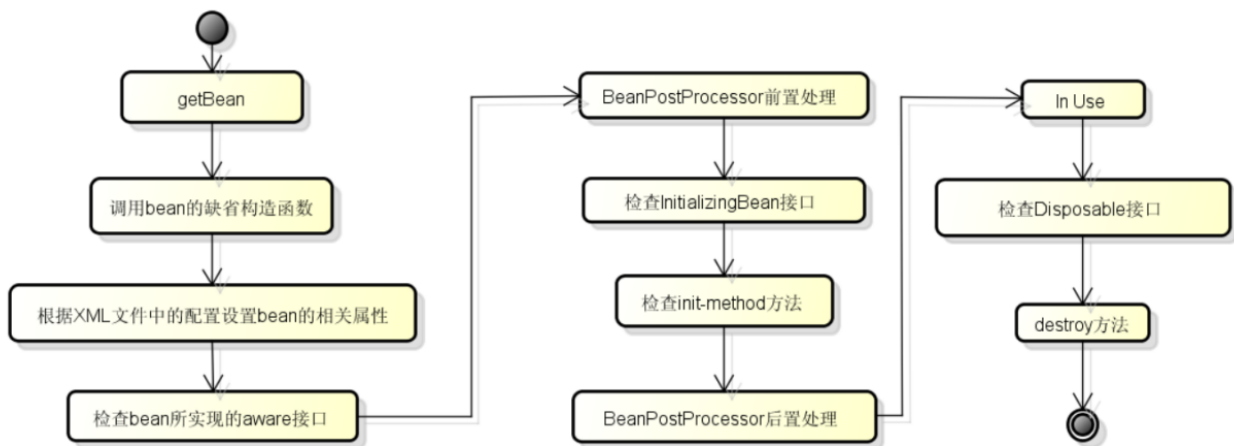 getBean
调用bean的缺省构造函数
根据XML文件中的配置设置bean的相关属性
检查bean所实现的aware接口
BeanPostProcessor前置处理
检查InitializingBean接口
检查init-method方法
BeanPostProcessor后置处理
In Use
检查Disposable接口
destroy方法